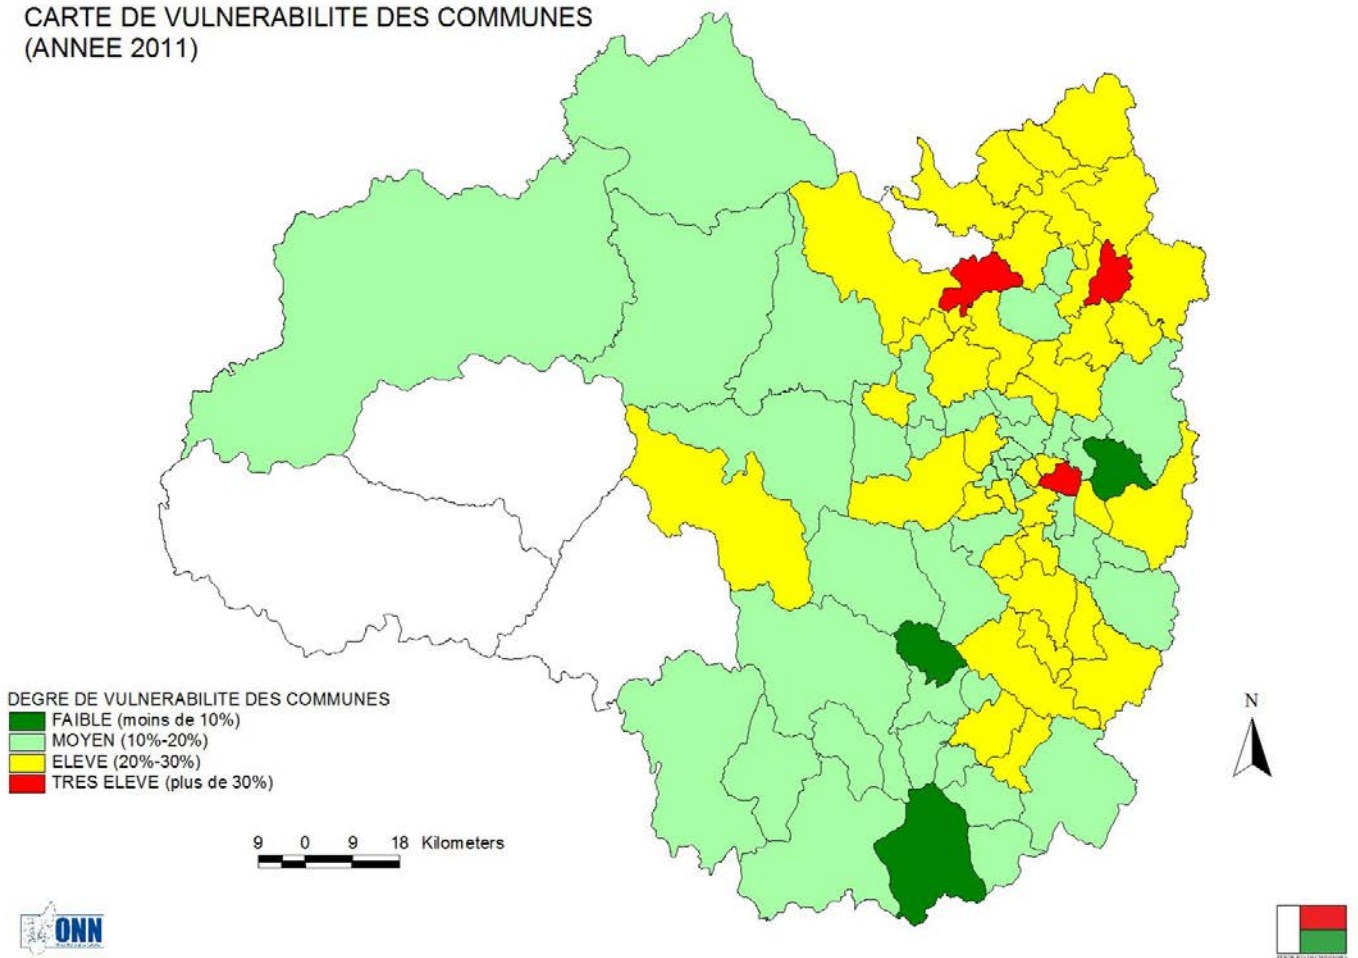 CARTE DE VULNERABILITE DES COMMUNES
(ANNEE 2011)
N
DEGRE DE VULNERABILITE DES COMMUNES
FAIBLE (moins de 10%)
MOYEN (10%-20%)
ELEVE (20%-30%)
TRES ELEVE (plus de 30%)
9 0 9 18 Kilometers
ONN